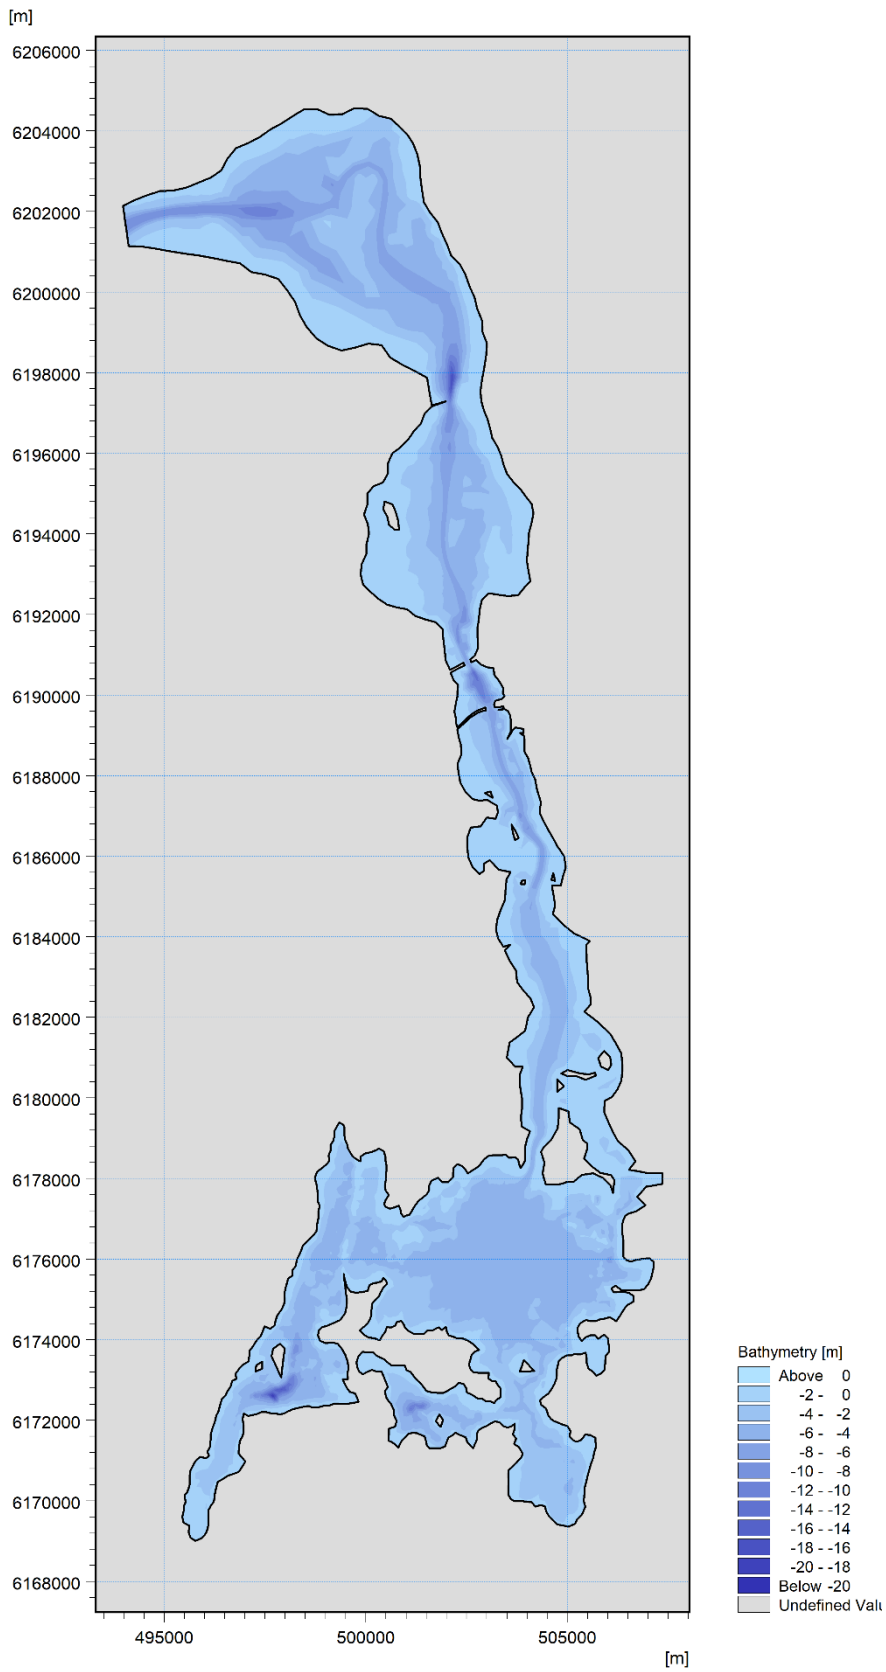 [m]
6206000
6204000
6202000
6200000
6198000
6196000
6194000
6192000
6190000
6188000
6186000
6184000
6182000
6180000
6178000
6176000
6174000
6172000
6170000
6168000
495000 500000 505000
[m]
Bathymetry [m]
Above 0
-2 - 0
-4 - -2
-6 - -4
-8 - -6
-10 - -8
-12 - -10
-14 - -12
-16 - -14
-18 - -16
-20 - -18
Below -20
Undefined Valu